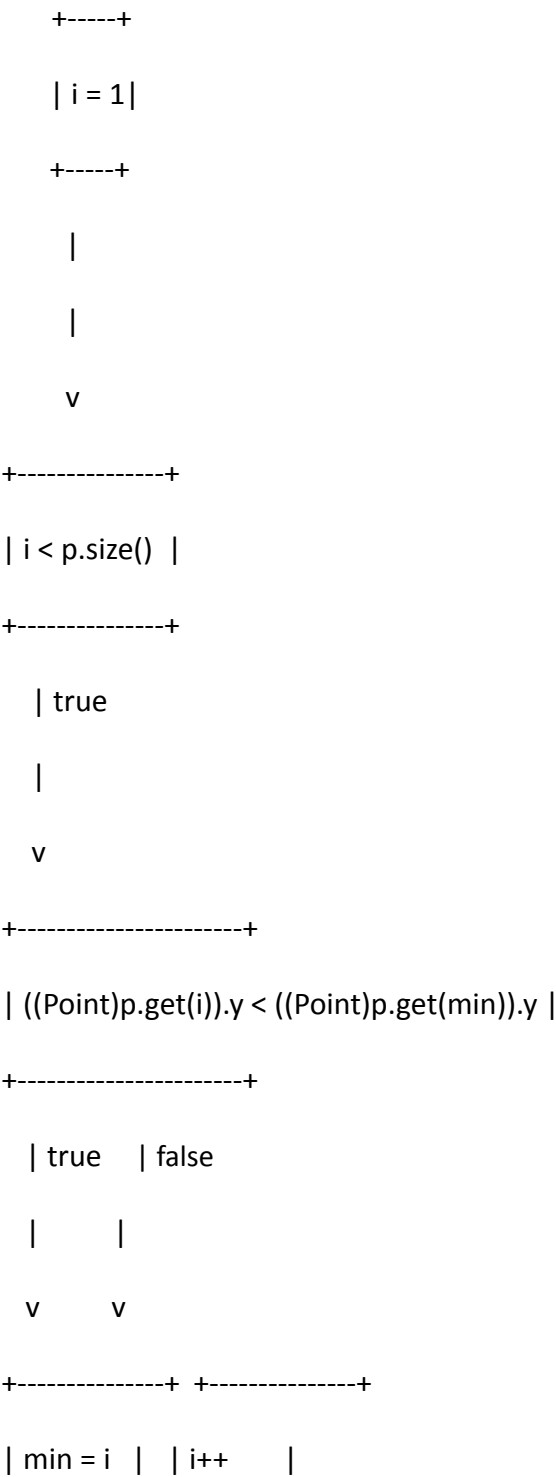 +-----+
| i = 1|
+-----+
|
|
v
+---------------+
| i < p.size() |
+---------------+
| true
|
v
+-----------------------+
| ((Point)p.get(i)).y < ((Point)p.get(min)).y |
+-----------------------+
| true | false
| |
v v
+---------------+ +---------------+
| min = i | | i++ |